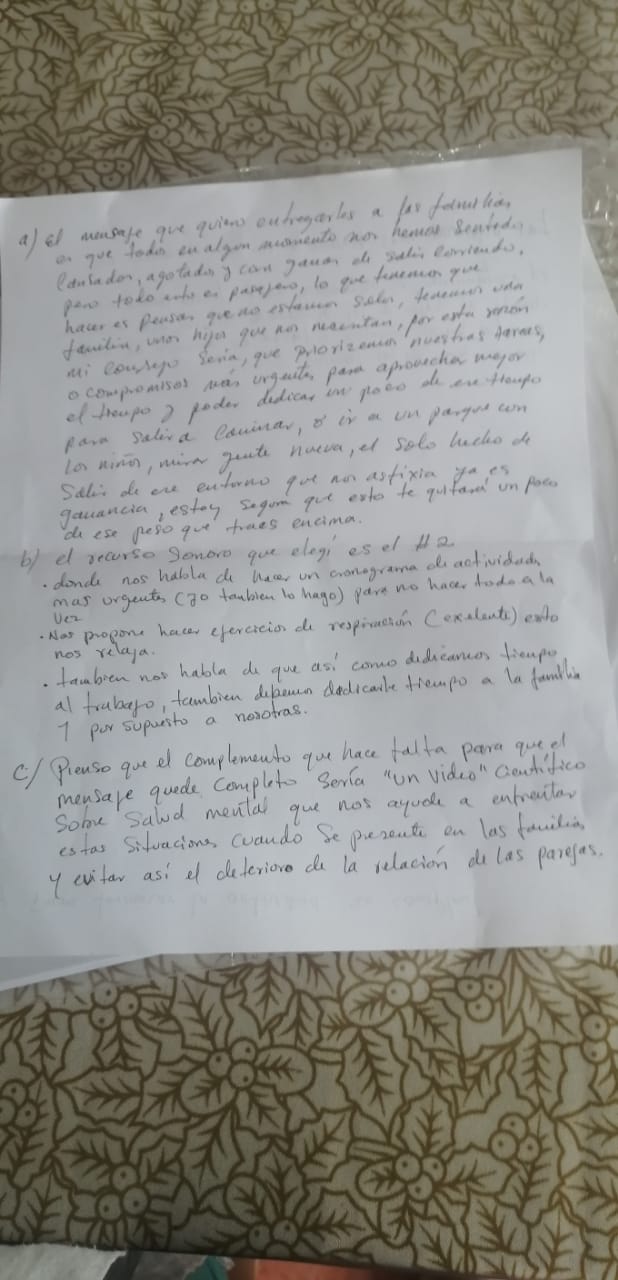 a) El mensaje que quiero entregarles a las familias,
es que todos en algun momento nos hemos sentido
Cansados, agotados y con ganas de salir corriendo,
pero todo esto es pasajero, lo que tenemos que
hacer es pensar que no estamos solos, tenemos una
familia, unos hijos que nos necesitan, por esta razón
mi consejo seria, que priorizemos nuestras tareas,
o compromisos más urgentes para aprovechar mejor
el tiempo y poder dedicar un poco de ese tiempo
para salir a caminar, o ir a un parque con
los niños, mirar gente nueva, el solo hecho de
Salir de ese entorno que nos asfixia ya es
ganancia, estoy segura que esto te quitará un poco
de ese peso que traes encima.
b) el recurso Sonoro que elegí es el #2
• donde nos habla de hacer un cronograma de actividades
mas urgentes (yo tanbien lo hago) para no hacer todo a la
Vez
• Nos propone hacer ejercicios de respiración (exelente) esto
nos relaja.
• tambien nos habla de que así como dedicamos tiempo
al trabajo, tambien debemos dedicarle tiempo a la familia
y por supuesto a nosotras.
C) Pienso que el complemento que hace falta para que el
mensaje quede completo Sería "un video" Científico
Sobre Salud mental que nos ayude a enfrentar
estas Situaciones cuando Se presente en las familias
y evitar así el deterioro de la relación de las parejas.